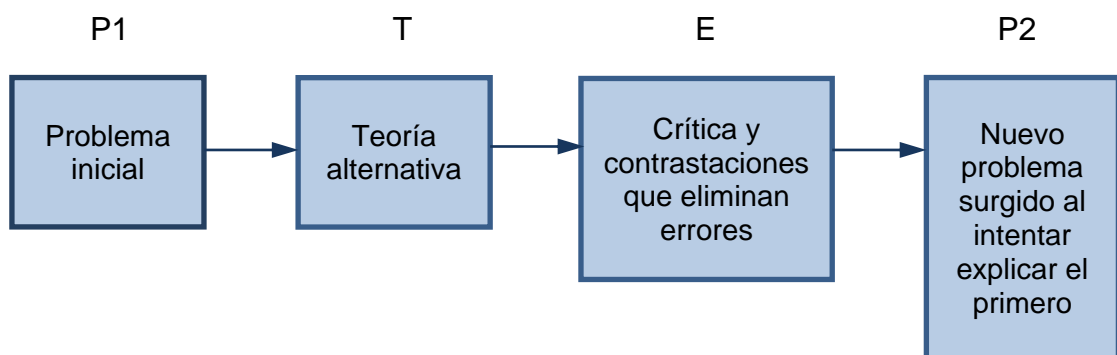 P1
T
E
P2
Problema
inicial
Teoría
alternativa
Crítica y
contrastaciones
que eliminan
errores
Nuevo
problema
surgido al
intentar
explicar el
primero